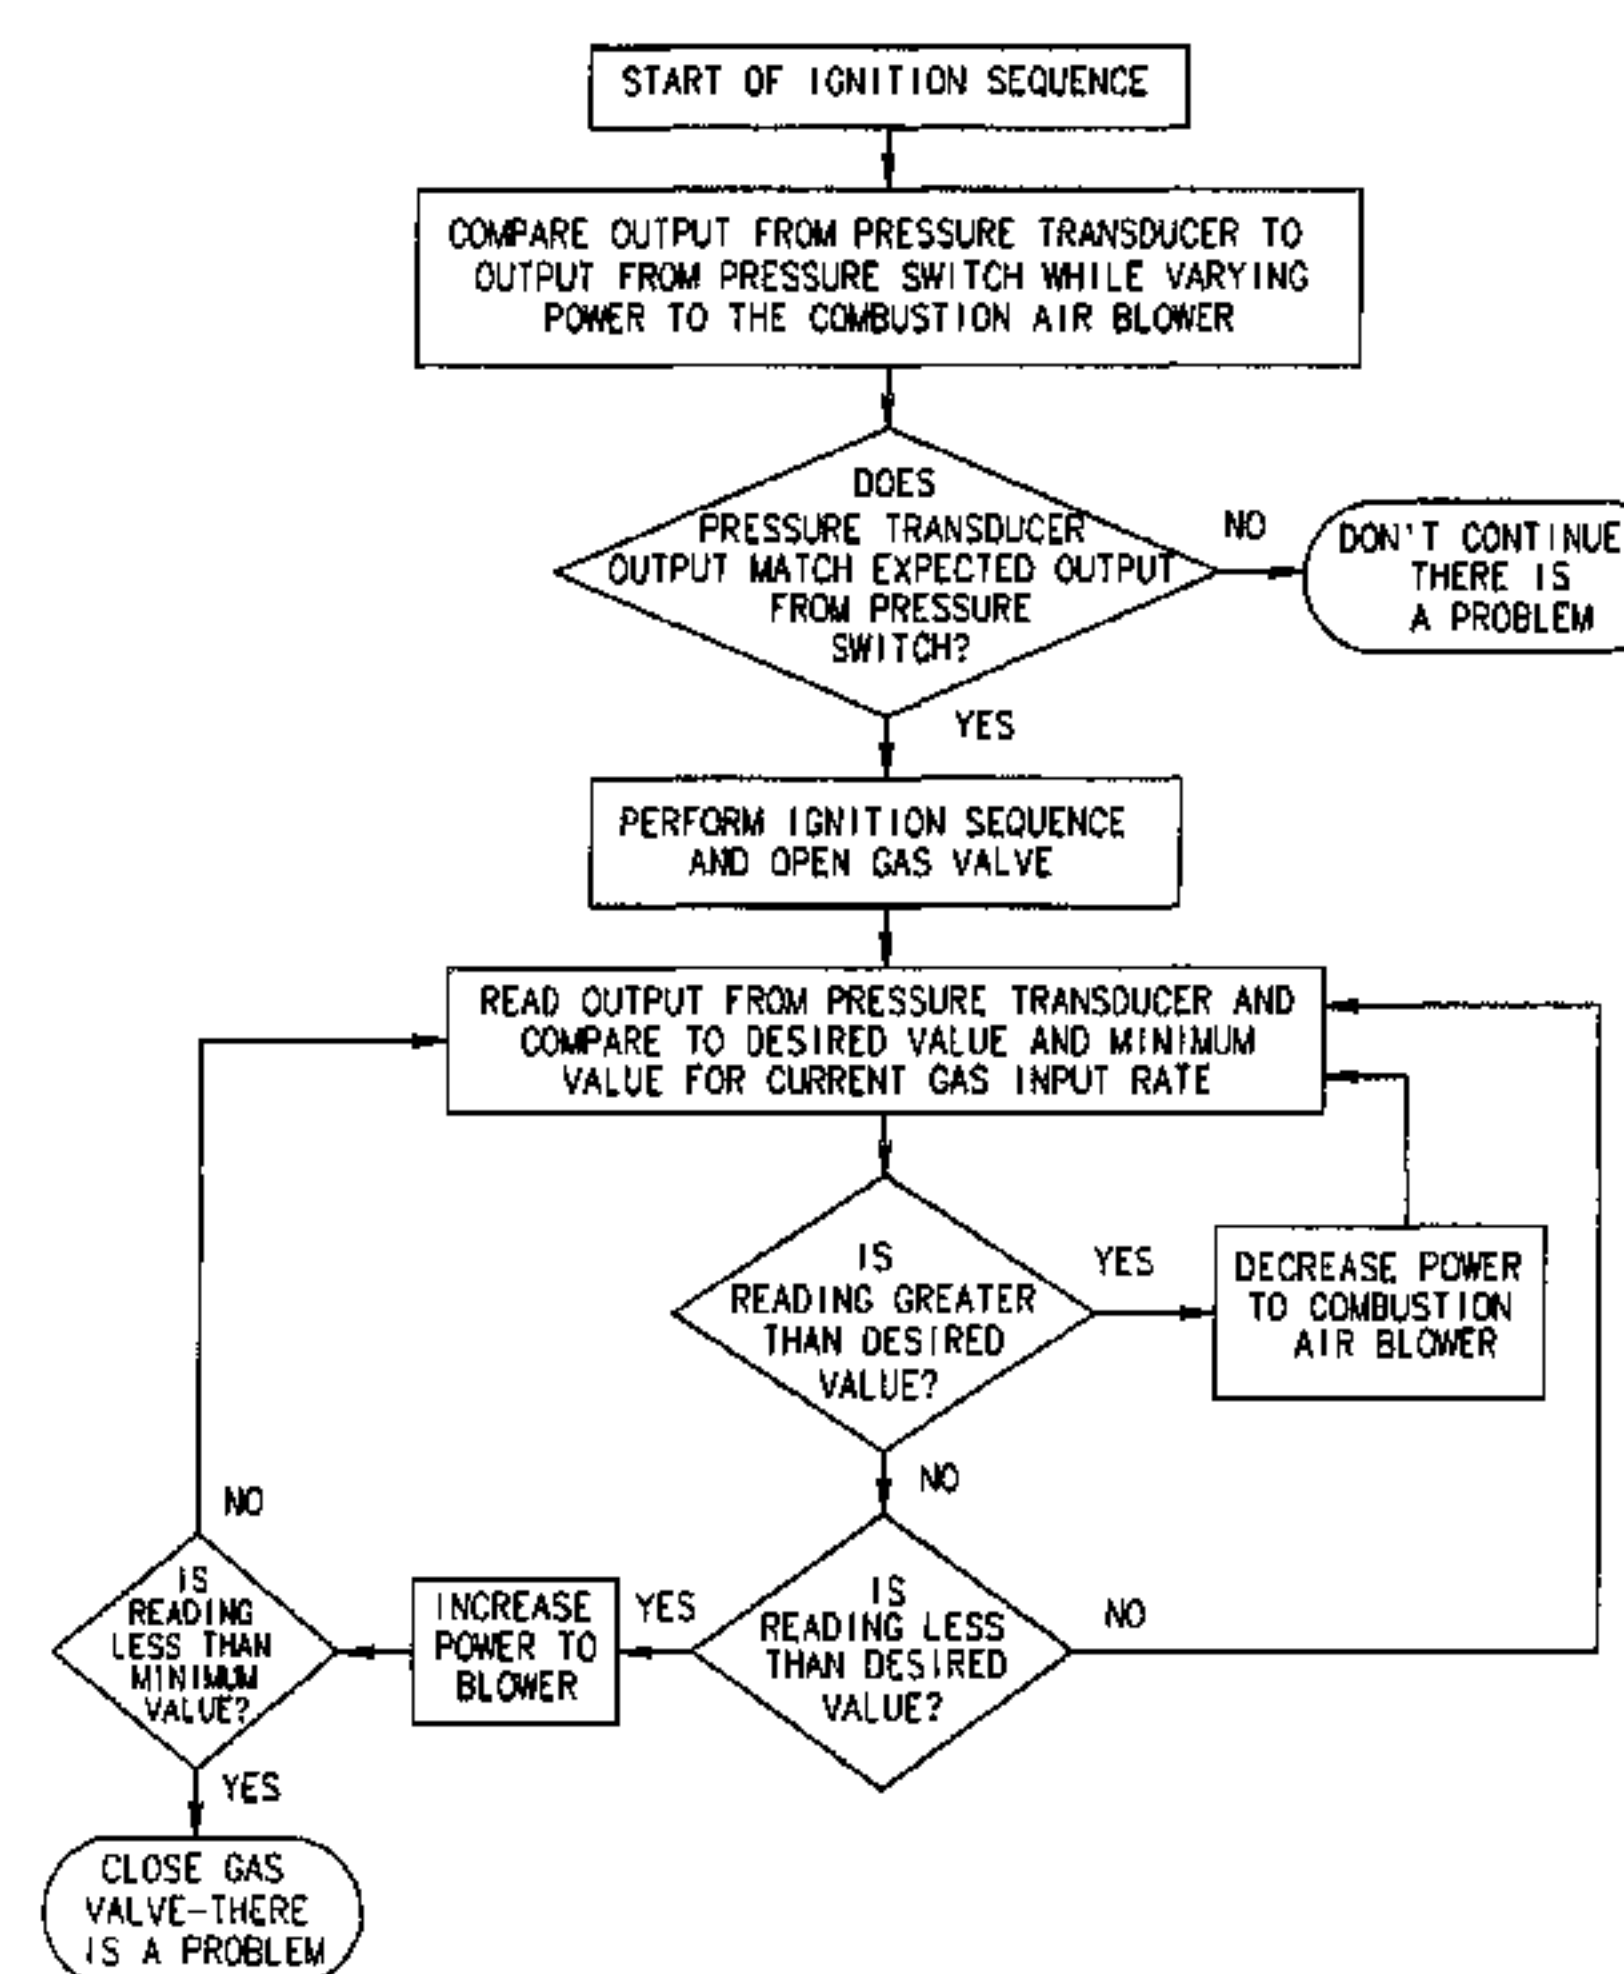 START OF IGNITION SEQUENCE
COMPARE OUTPUT FROM PRESSURE TRANSDUCER TO
OUTPUT FROM PRESSURE SWITCH WHILE VARYING
POWER TO THE COMBUSTION AIR BLOWER
DOES
PRESSURE TRANSDUCER
OUTPUT MATCH EXPECTED OUTPUT
FROM PRESSURE
SWITCH?
NO
DON'T CONTINUE
THERE IS
A PROBLEM
YES
PERFORM IGNITION SEQUENCE
AND OPEN GAS VALVE
READ OUTPUT FROM PRESSURE TRANSDUCER AND
COMPARE TO DESIRED VALUE AND MINIMUM
VALUE FOR CURRENT GAS INPUT RATE
IS
READING GREATER
THAN DESIRED
VALUE?
YES
DECREASE POWER
TO COMBUSTION
AIR BLOWER
NO
IS
READING LESS
THAN DESIRED
VALUE?
NO
YES
INCREASE
POWER TO
BLOWER
NO
IS
READING
LESS THAN
MINIMUM
VALUE?
YES
CLOSE GAS
VALVE-THERE
IS A PROBLEM